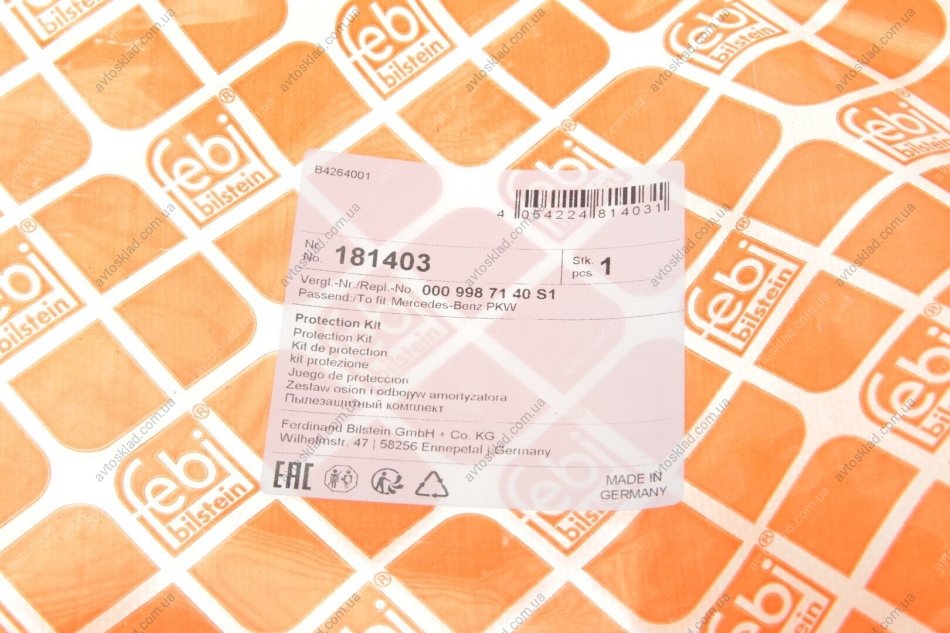 febi
bilstein
B4264001
4 054224 814031
Nr.
No. 181403
Stk.
pcs. 1
Vergl.-Nr./Repl.-No. 000 998 71 40 S1
Passend:/To fit:Mercedes-Benz PKW
Protection Kit
Protection Kit
Kit de protection
kit protezione
Juego de protección
Zestaw osłon i odbojyw amortyzatora
Пылезащитный комплект
Ferdinand Bilstein GmbH + Co. KG
Wilhelmstr. 47 | 58256 Ennepetal | Germany
EAC
MADE IN
GERMANY
avtosklad.com.ua